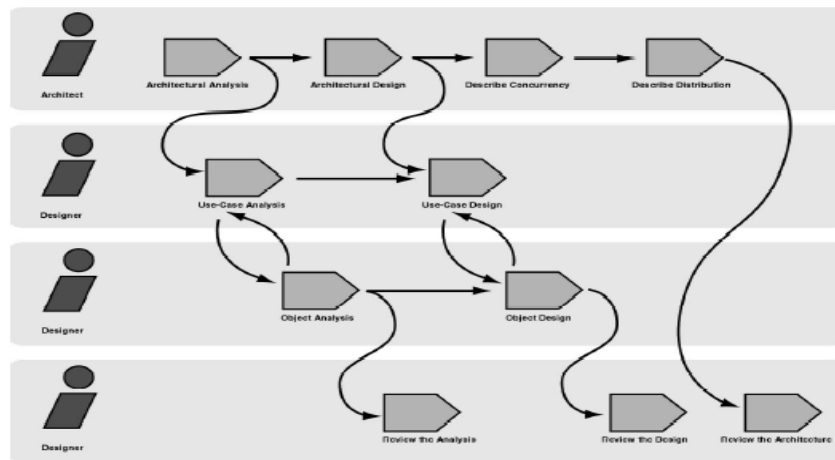 Architect
Architectural Analysis
Architectural Design
Describe Concurrency
Describe Distribution
Designer
Use-Case Analysis
Use-Case Design
Designer
Object Analysis
Object Design
Designer
Review the Analysis
Review the Design
Review the Architecture